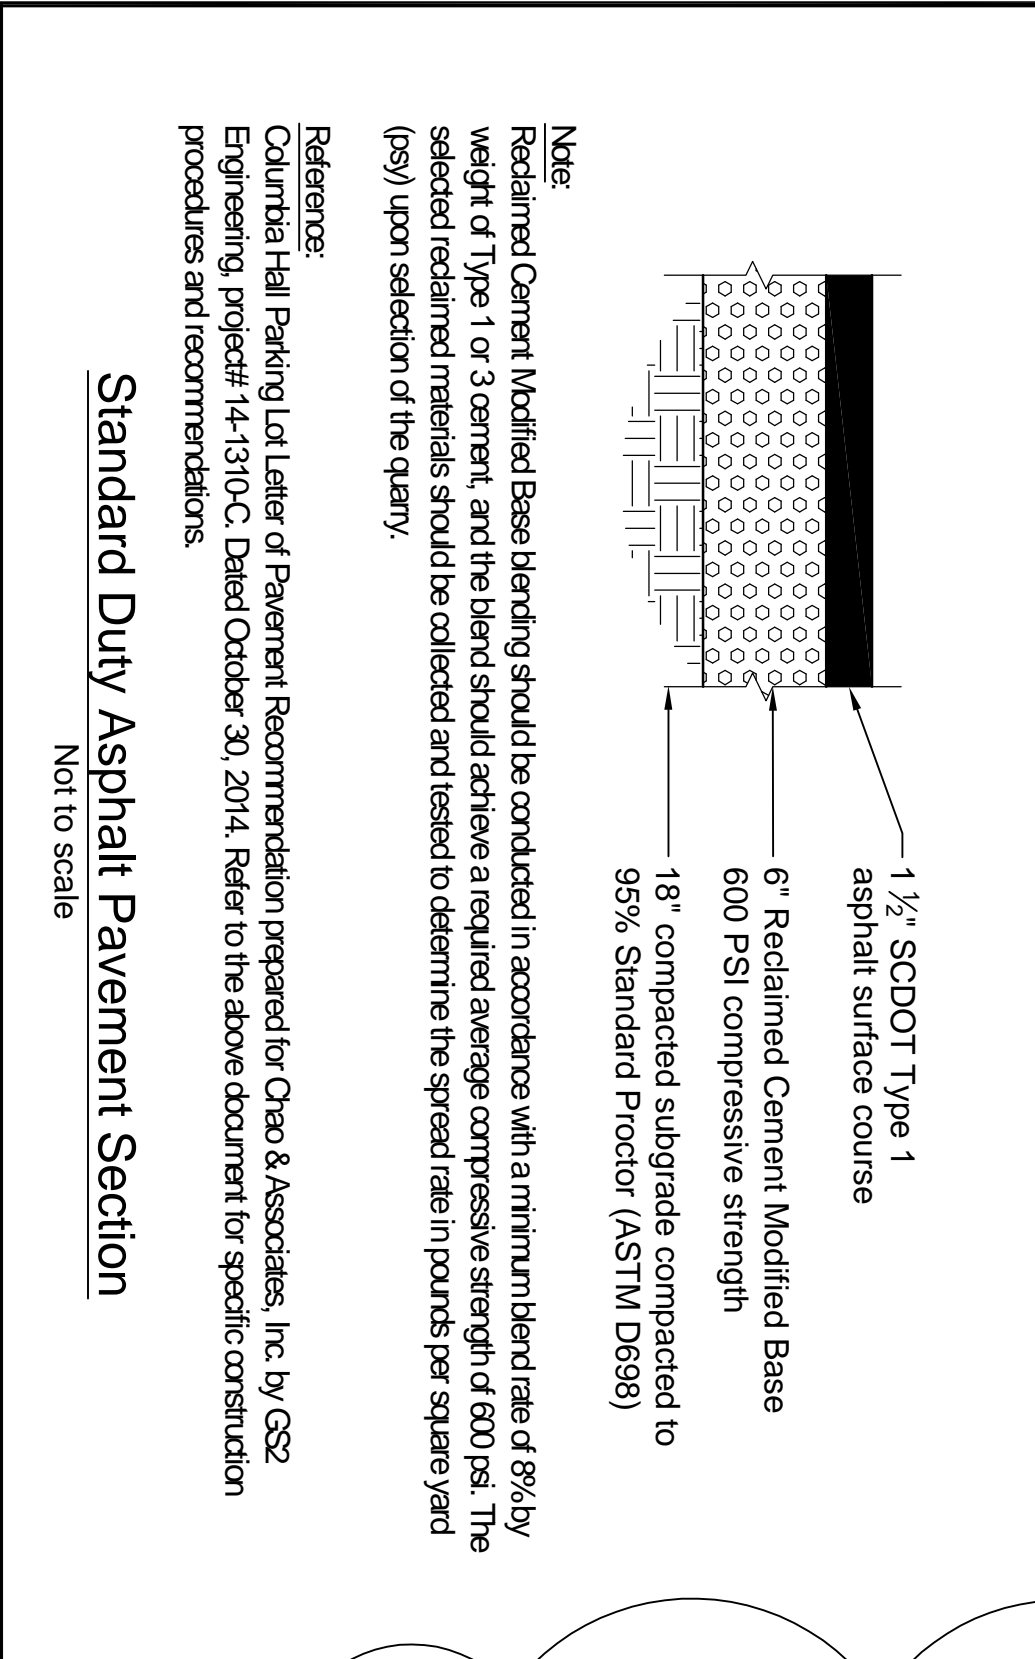 1 ½" SCDOT Type 1
asphalt surface course
6" Reclaimed Cement Modified Base
600 PSI compressive strength
18" compacted subgrade compacted to
95% Standard Proctor (ASTM D698)
Note:
Reclaimed Cement Modified Base blending should be conducted in accordance with a minimum blend rate of 8% by
weight of Type 1 or 3 cement, and the blend should achieve a required average compressive strength of 600 psi. The
selected reclaimed materials should be collected and tested to determine the spread rate in pounds per square yard
(psy) upon selection of the quarry.
Reference:
Columbia Hall Parking Lot Letter of Pavement Recommendation prepared for Chao & Associates, Inc. by GS2
Engineering, project# 14-1310-C. Dated October 30, 2014. Refer to the above document for specific construction
procedures and recommendations.
Standard Duty Asphalt Pavement Section
Not to scale